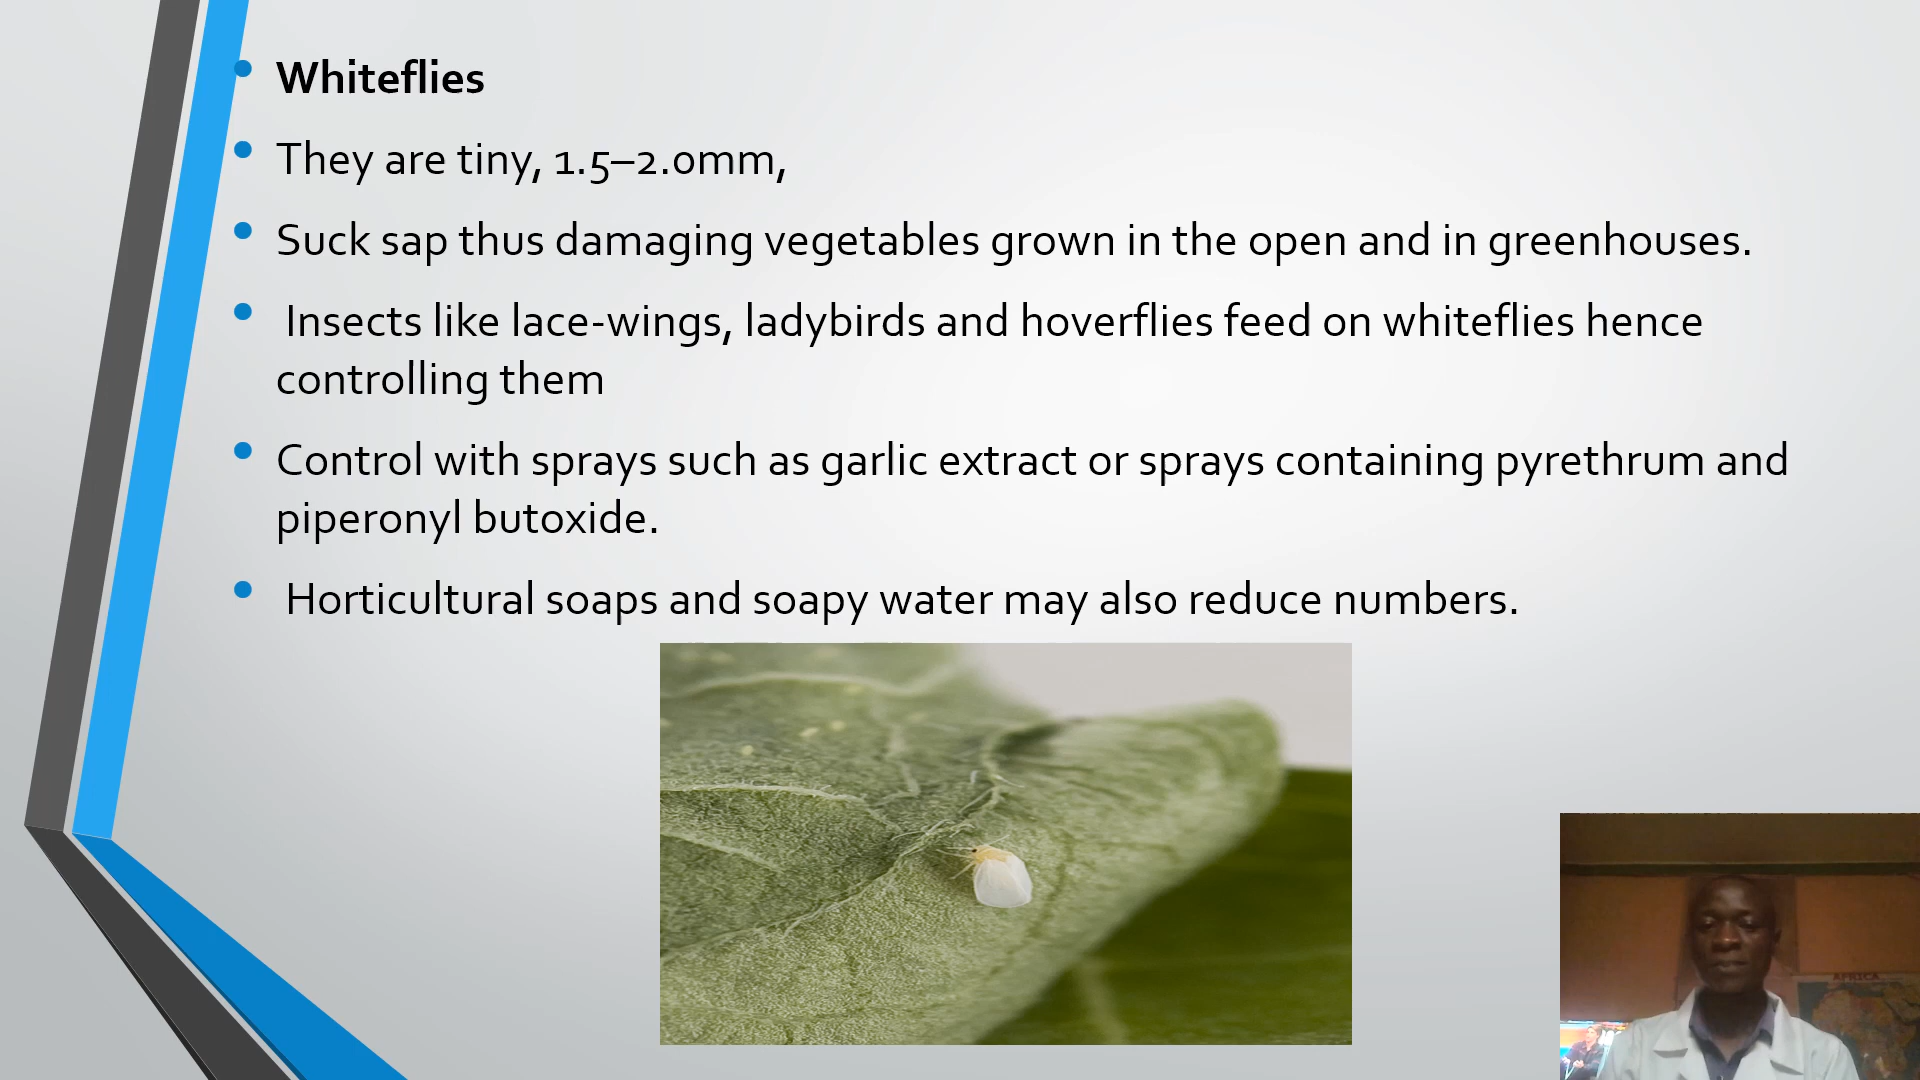 Whiteflies
They are tiny, 1.5–2.0mm,
Suck sap thus damaging vegetables grown in the open and in greenhouses.
Insects like lace-wings, ladybirds and hoverflies feed on whiteflies hence
controlling them
Control with sprays such as garlic extract or sprays containing pyrethrum and
piperonyl butoxide.
Horticultural soaps and soapy water may also reduce numbers.
AFRICA